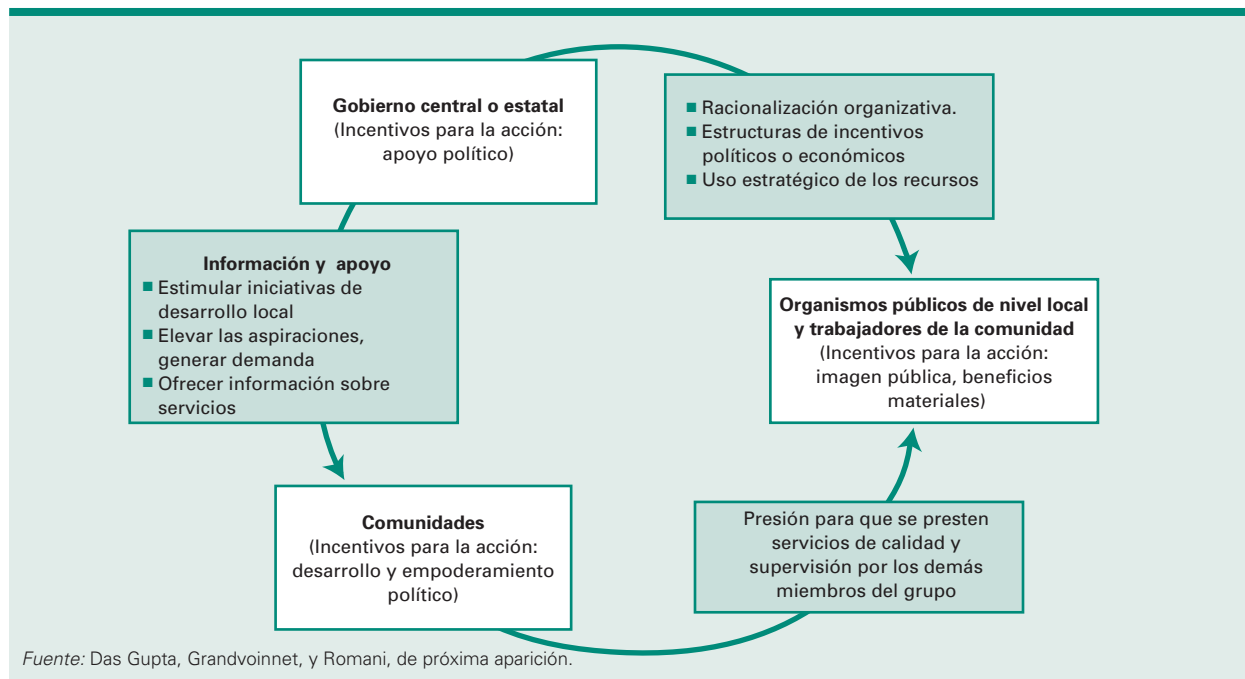 Gobierno central o estatal
(Incentivos para la acción:
apoyo político)
■ Racionalización organizativa.
■ Estructuras de incentivos
políticos o económicos
■ Uso estratégico de los recursos
Información y apoyo
■ Estimular iniciativas de
desarrollo local
■ Elevar las aspiraciones,
generar demanda
■ Ofrecer información sobre
servicios
Organismos públicos de nivel local
y trabajadores de la comunidad
(Incentivos para la acción:
imagen pública, beneficios
materiales)
Comunidades
(Incentivos para la acción:
desarrollo y empoderamiento
político)
Presión para que se presten
servicios de calidad y
supervisión por los demás
miembros del grupo
Fuente: Das Gupta, Grandvoinnet, y Romani, de próxima aparición.